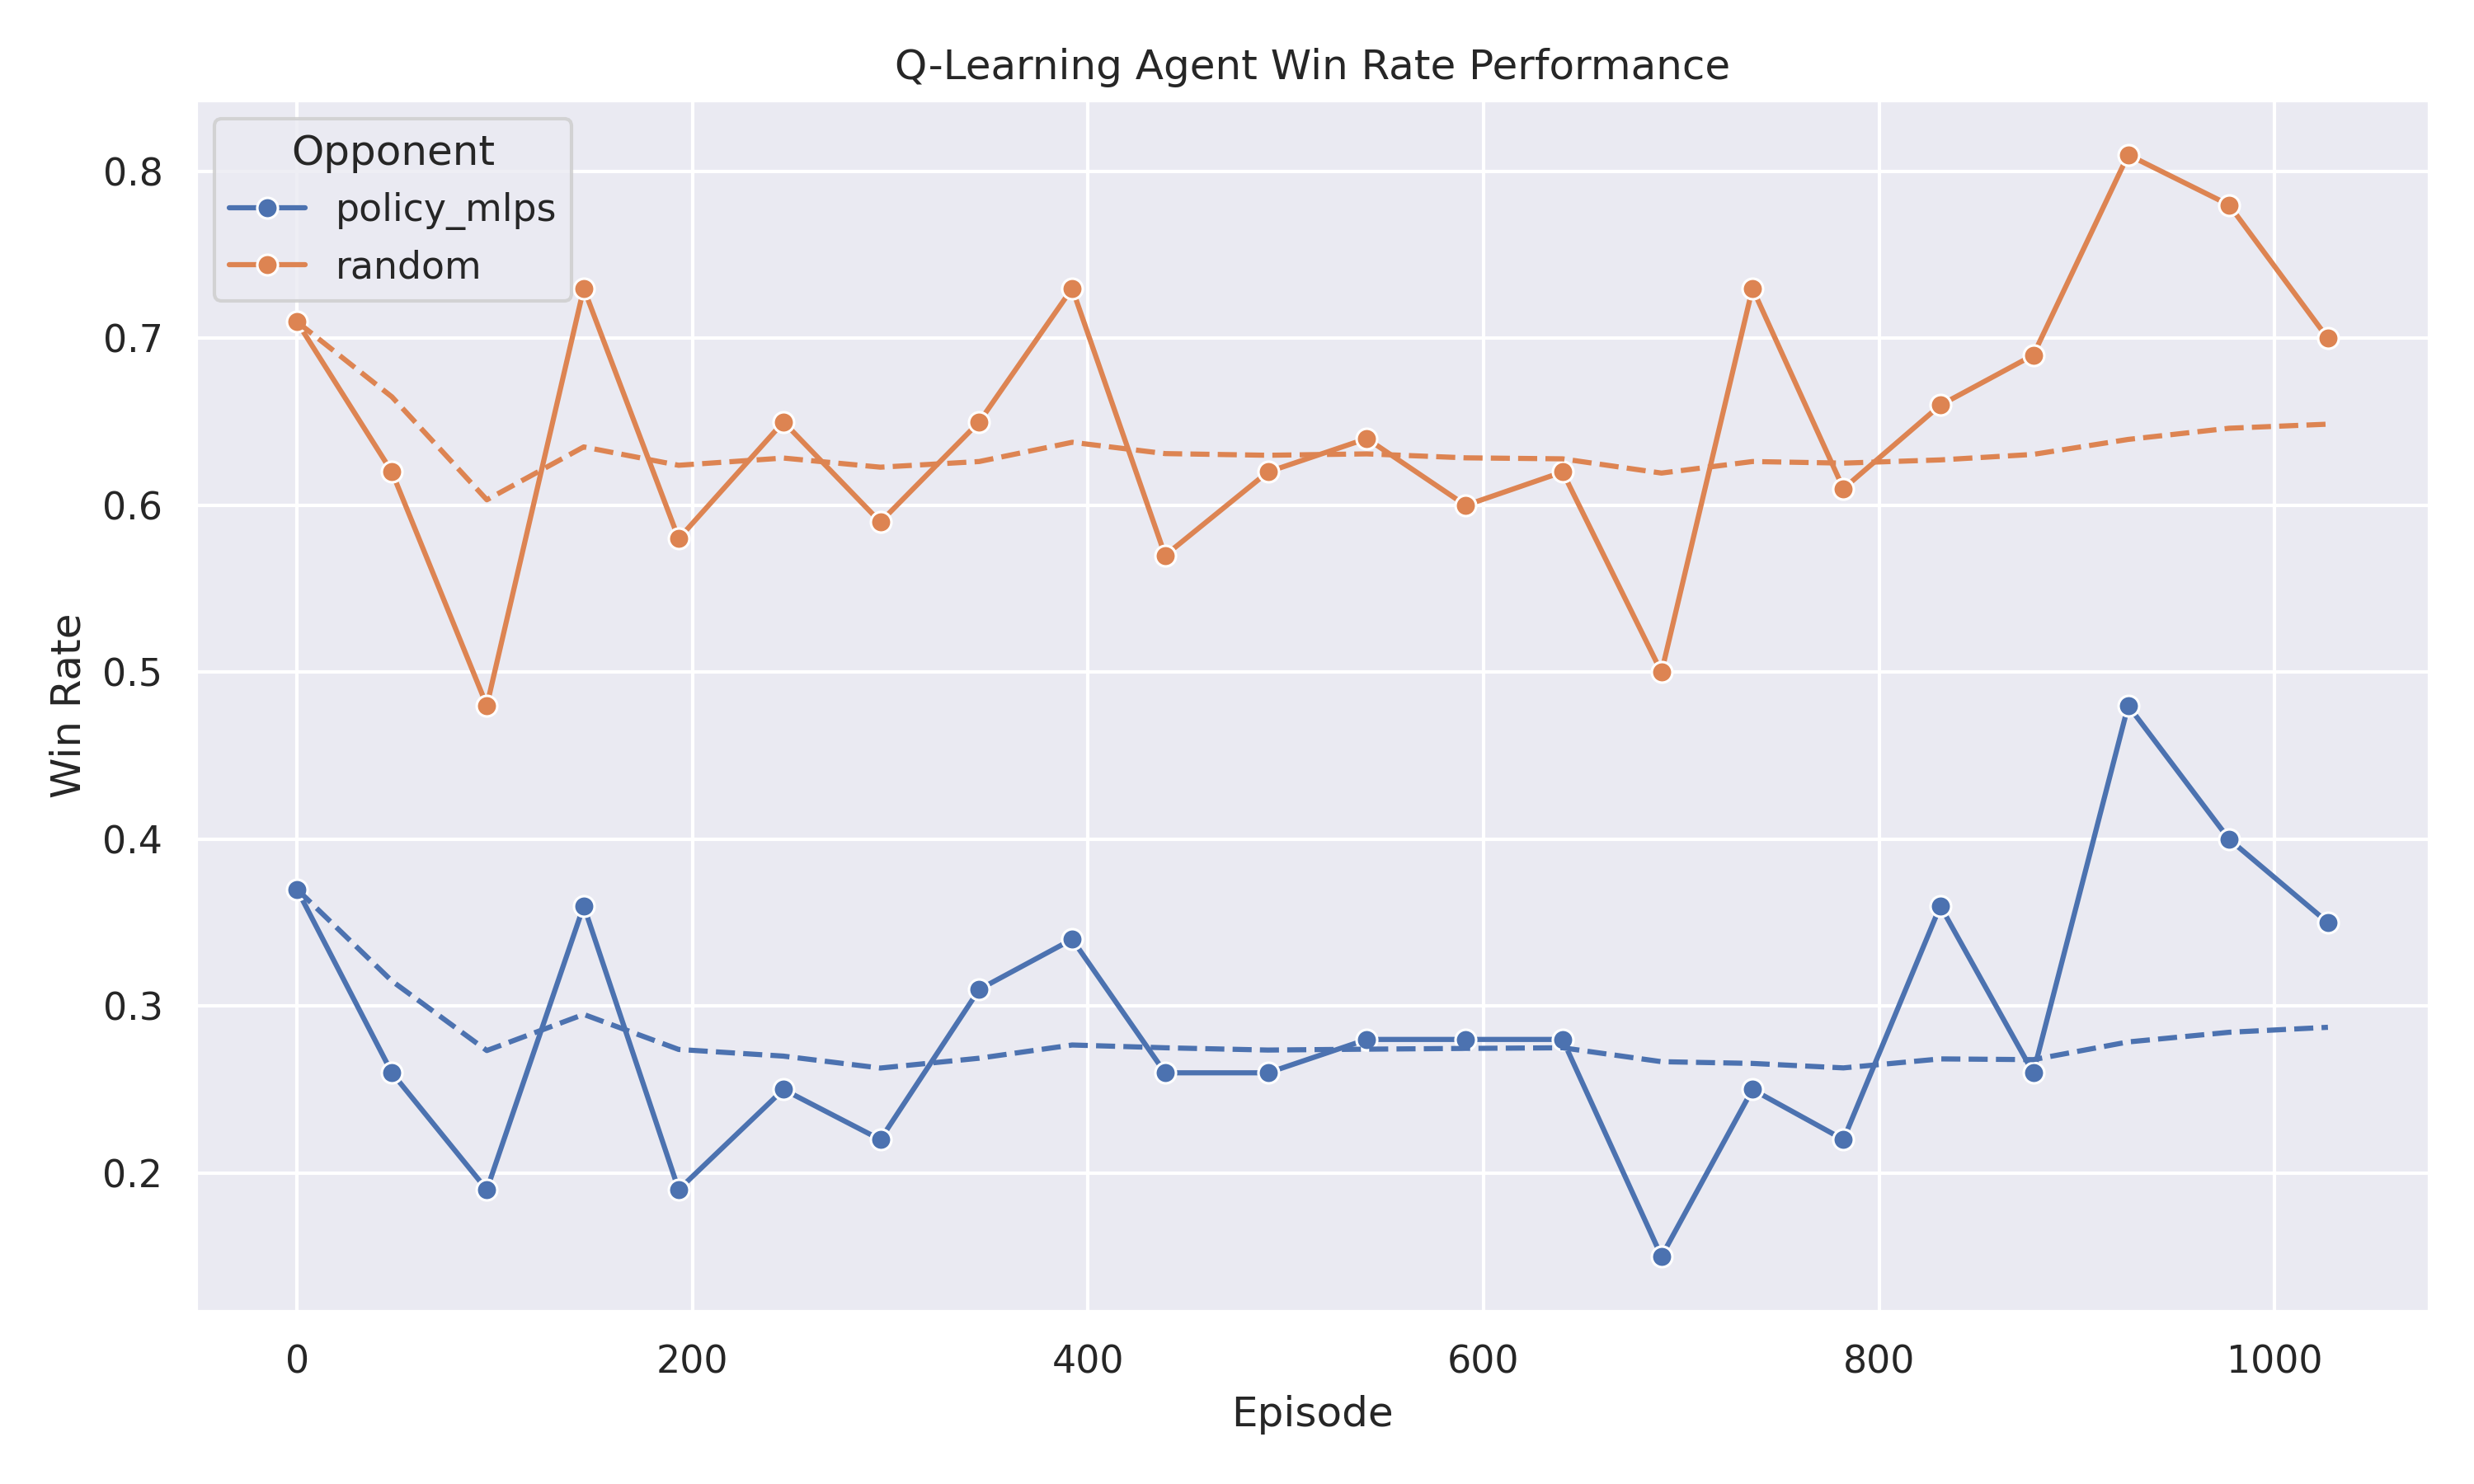 Q-Learning Agent Win Rate Performance
Opponent
policy_mlps
random
Win Rate
0.8
0.7
0.6
0.5
0.4
0.3
0.2
0 200 400 600 800 1000
Episode